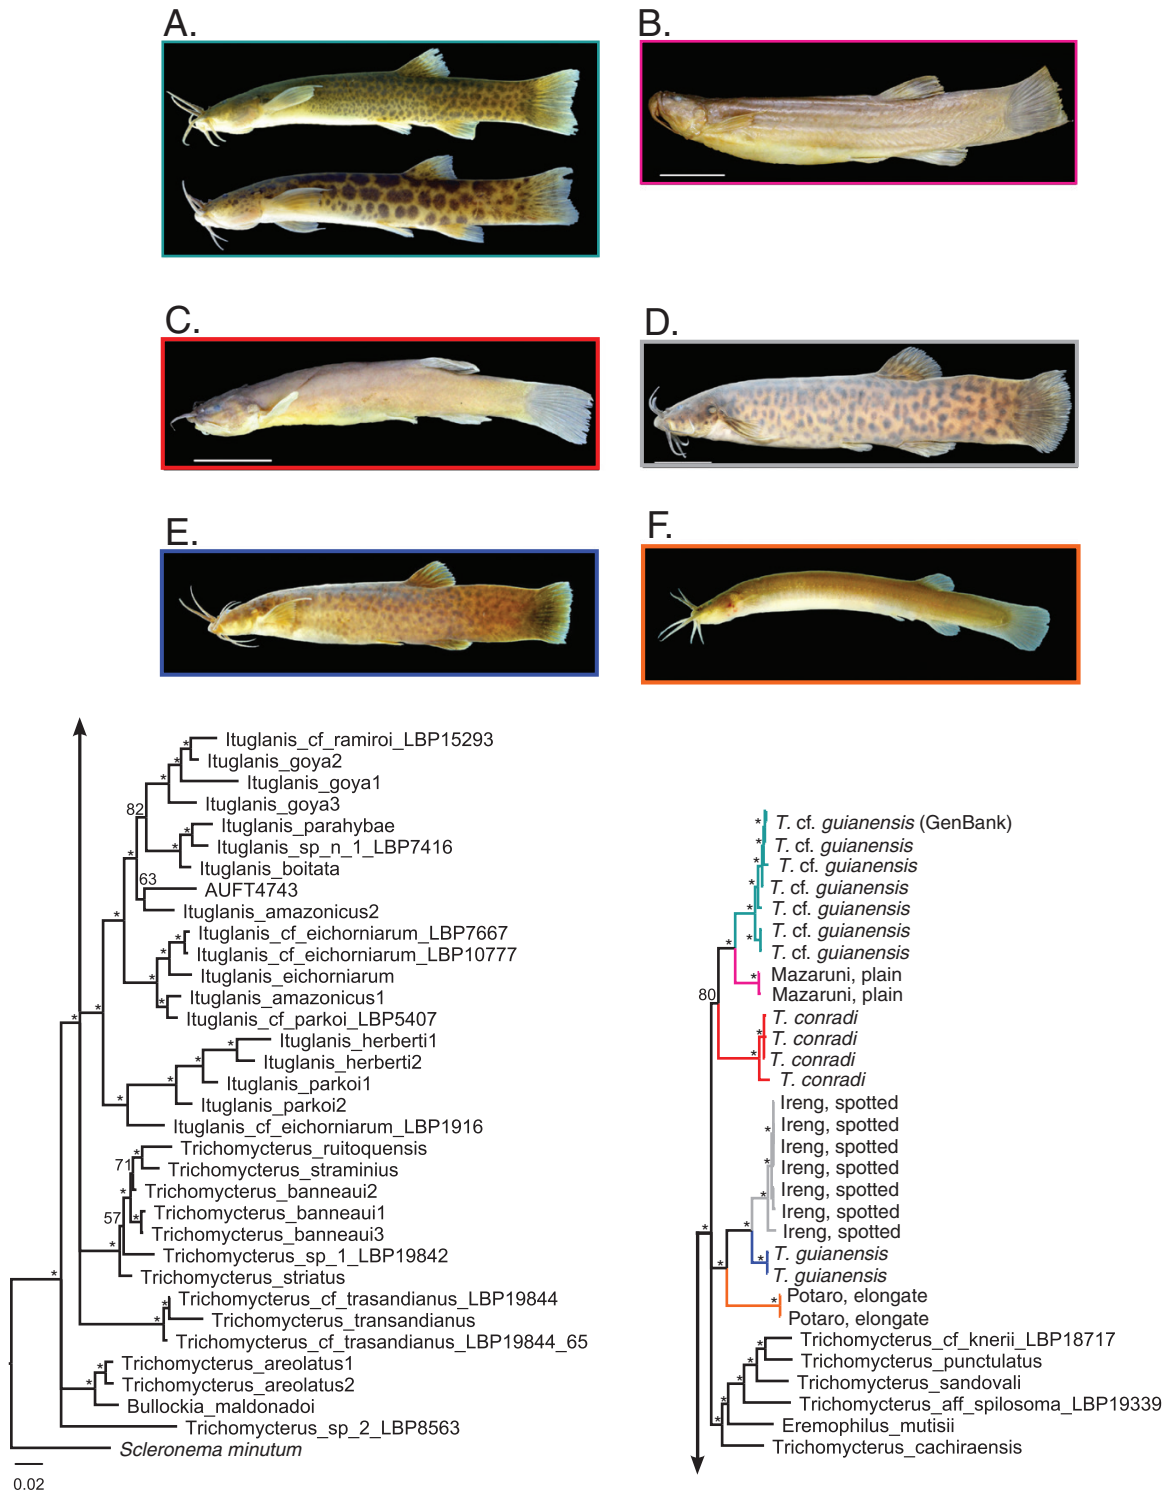 A.
B.
C.
D.
E.
F.
Ituglanis_cf_ramiroi_LBP15293
Ituglanis_goya2
Ituglanis_goya1
Ituglanis_goya3
82
Ituglanis_parahybae
Ituglanis_sp_n_1_LBP7416
Ituglanis_boitata
63
AUFT4743
Ituglanis_amazonicus2
Ituglanis_cf_eichorniarum_LBP7667
Ituglanis_cf_eichorniarum_LBP10777
Ituglanis_eichorniarum
Ituglanis_amazonicus1
Ituglanis_cf_parkoi_LBP5407
Ituglanis_herberti1
Ituglanis_herberti2
Ituglanis_parkoi1
Ituglanis_parkoi2
Ituglanis_cf_eichorniarum_LBP1916
Trichomycterus_ruitoquensis
71
Trichomycterus_straminius
Trichomycterus_banneaui2
Trichomycterus_banneaui1
57
Trichomycterus_banneaui3
Trichomycterus_sp_1_LBP19842
Trichomycterus_striatus
Trichomycterus_cf_trasandianus_LBP19844
Trichomycterus_transandianus
Trichomycterus_cf_trasandianus_LBP19844_65
Trichomycterus_areolatus1
Trichomycterus_areolatus2
Bullockia_maldonadoi
Trichomycterus_sp_2_LBP8563
Scleronema minutum
0.02
T. cf. guianensis (GenBank)
T. cf. guianensis
T. cf. guianensis
T. cf. guianensis
T. cf. guianensis
T. cf. guianensis
T. cf. guianensis
Mazaruni, plain
Mazaruni, plain
80
T. conradi
T. conradi
T. conradi
T. conradi
Ireng, spotted
Ireng, spotted
Ireng, spotted
Ireng, spotted
Ireng, spotted
Ireng, spotted
Ireng, spotted
T. guianensis
T. guianensis
Potaro, elongate
Potaro, elongate
Trichomycterus_cf_knerii_LBP18717
Trichomycterus_punctulatus
Trichomycterus_sandovali
Trichomycterus_aff_spilosoma_LBP19339
Eremophilus_mutisii
Trichomycterus_cachiraensis